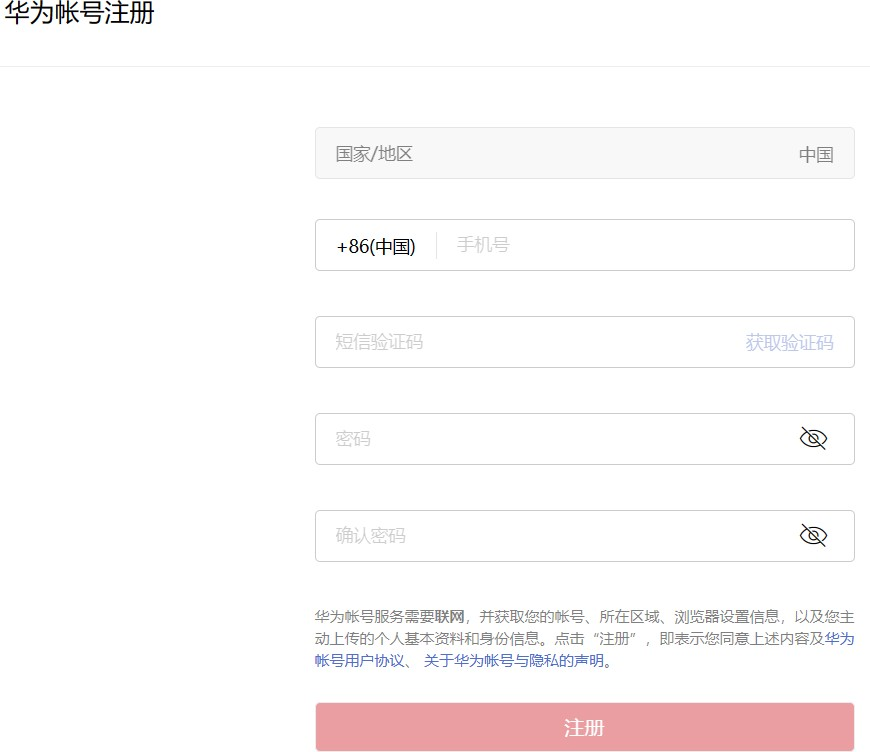 华为帐号注册
国家/地区 中国
+86(中国) 手机号
短信验证码 获取验证码
密码
确认密码
华为帐号服务需要联网，并获取您的帐号、所在区域、浏览器设置信息，以及您主
动上传的个人基本资料和身份信息。点击“注册”，即表示您同意上述内容及华为
帐号用户协议、 关于华为帐号与隐私的声明。
注册